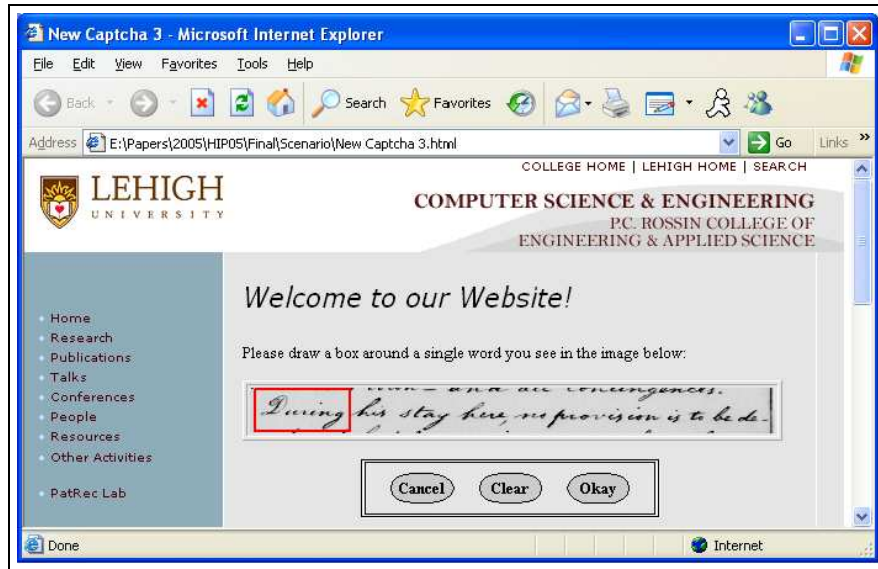 New Captcha 3 - Microsoft Internet Explorer
File Edit View Favorites Tools Help
Back Search Favorites
Address E:\Papers\2005\HIP05\Final\Scenario\New Captcha 3.html Go Links »
COLLEGE HOME | LEHIGH HOME | SEARCH
LEHIGH
UNIVERSITY
COMPUTER SCIENCE & ENGINEERING
P.C. ROSSIN COLLEGE OF
ENGINEERING & APPLIED SCIENCE
Home
Research
Publications
Talks
Conferences
People
Resources
Other Activities
PatRec Lab
Welcome to our Website!
Please draw a box around a single word you see in the image below:
and all contingences.
During his stay here, no provision is to be de-
Cancel Clear Okay
Done Internet